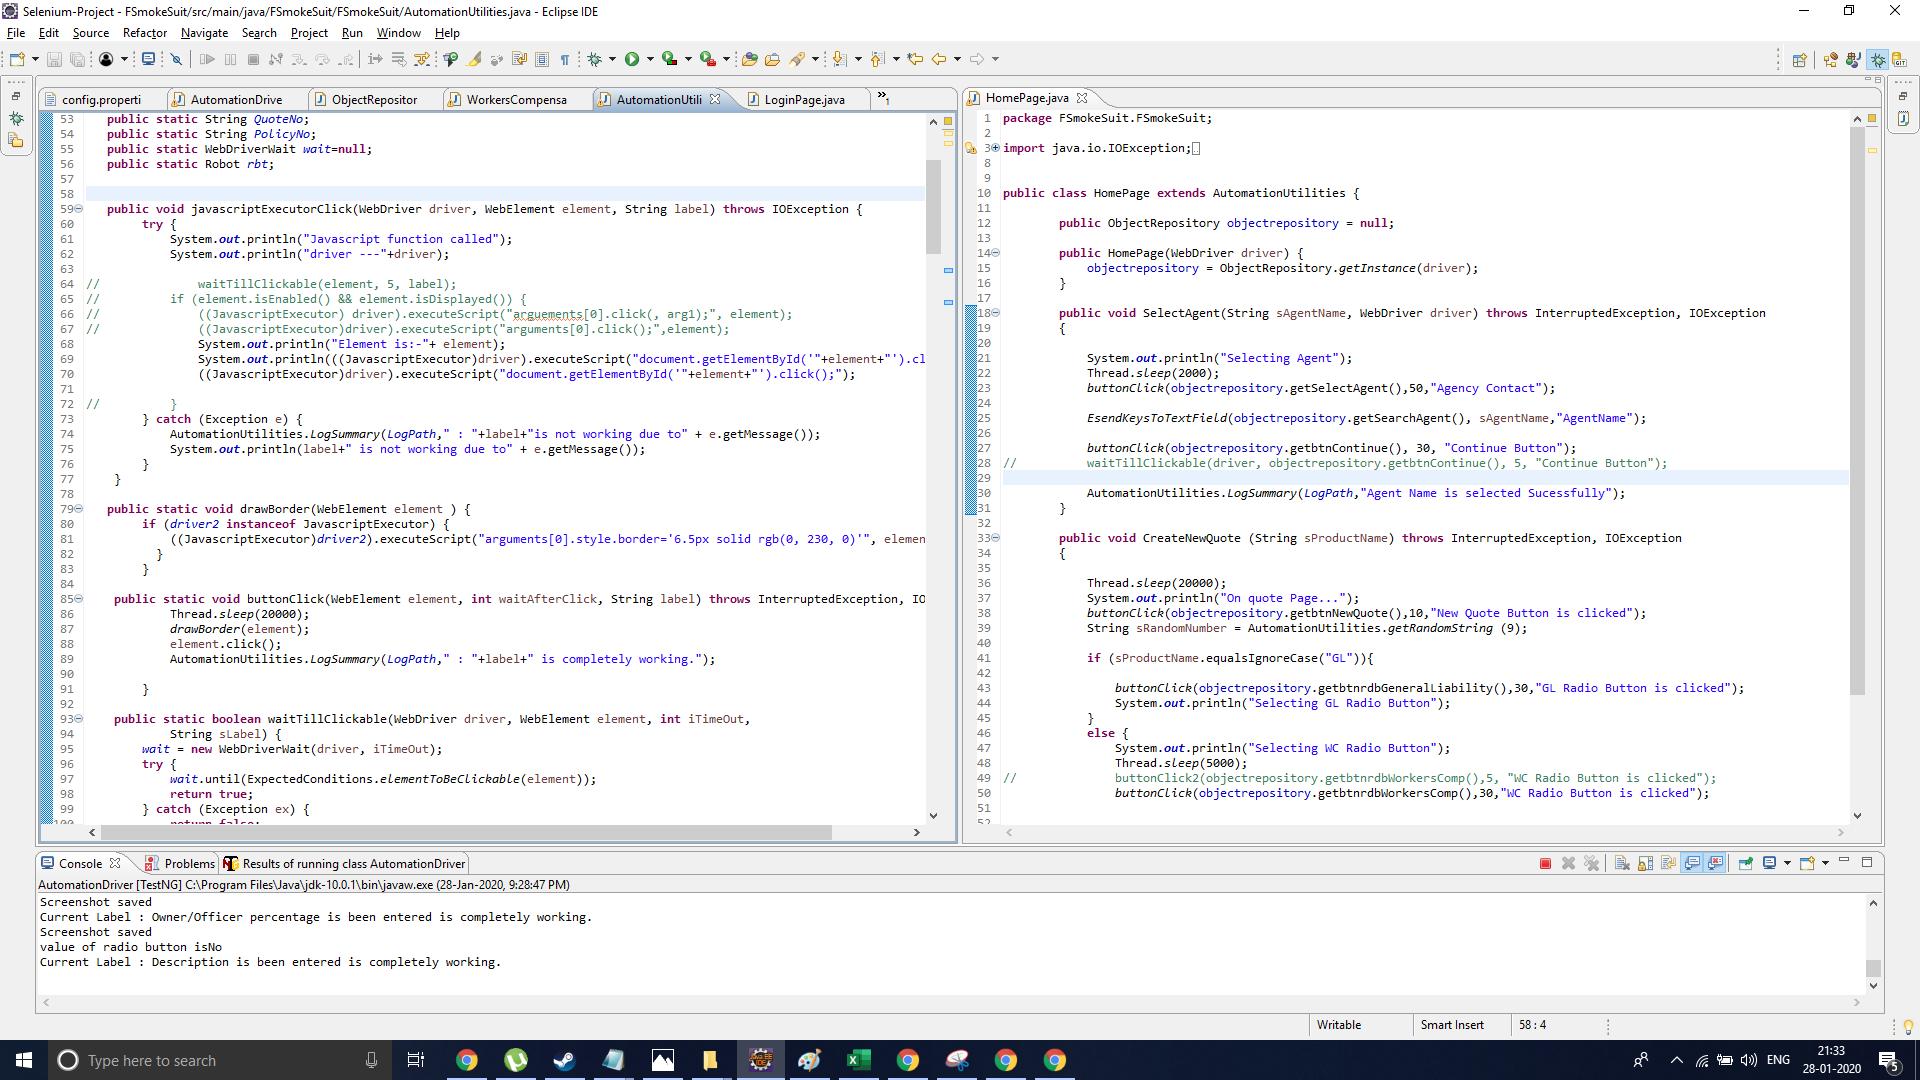 Selenium-Project - FSmokeSuit/src/main/java/FSmokeSuit/FSmokeSuit/AutomationUtilities.java - Eclipse IDE
File Edit Source Refactor Navigate Search Project Run Window Help
config.properti AutomationDrive ObjectRepositor WorkersCompensa AutomationUtili LoginPage.java »1
53 public static String QuoteNo;
54 public static String PolicyNo;
55 public static WebDriverWait wait=null;
56 public static Robot rbt;
57
58
59 public void javascriptExecutorClick(WebDriver driver, WebElement element, String label) throws IOException {
60 try {
61 System.out.println("Javascript function called");
62 System.out.println("driver ---"+driver);
63
64 // waitTillClickable(element, 5, label);
65 // if (element.isEnabled() && element.isDisplayed()) {
66 // ((JavascriptExecutor) driver).executeScript("arguements[0].click(, arg1);", element);
67 // ((JavascriptExecutor)driver).executeScript("arguments[0].click();",element);
68 System.out.println("Element is:-"+ element);
69 System.out.println(((JavascriptExecutor)driver).executeScript("document.getElementById('"+element+"').cl
70 ((JavascriptExecutor)driver).executeScript("document.getElementById('"+element+"').click();");
71
72 // }
73 } catch (Exception e) {
74 AutomationUtilities.LogSummary(LogPath," : "+label+"is not working due to" + e.getMessage());
75 System.out.println(label+" is not working due to" + e.getMessage());
76 }
77 }
78
79 public static void drawBorder(WebElement element ) {
80 if (driver2 instanceof JavascriptExecutor) {
81 ((JavascriptExecutor)driver2).executeScript("arguments[0].style.border='6.5px solid rgb(0, 230, 0)'", elemen
82 }
83 }
84
85 public static void buttonClick(WebElement element, int waitAfterClick, String label) throws InterruptedException, IO
86 Thread.sleep(20000);
87 drawBorder(element);
88 element.click();
89 AutomationUtilities.LogSummary(LogPath," : "+label+" is completely working.");
90
91 }
92
93 public static boolean waitTillClickable(WebDriver driver, WebElement element, int iTimeOut,
94 String sLabel) {
95 wait = new WebDriverWait(driver, iTimeOut);
96 try {
97 wait.until(ExpectedConditions.elementToBeClickable(element));
98 return true;
99 } catch (Exception ex) {
100 return false;
HomePage.java
1 package FSmokeSuit.FSmokeSuit;
2
3 import java.io.IOException;
8
9
10 public class HomePage extends AutomationUtilities {
11
12 public ObjectRepository objectrepository = null;
13
14 public HomePage(WebDriver driver) {
15 objectrepository = ObjectRepository.getInstance(driver);
16 }
17
18 public void SelectAgent(String sAgentName, WebDriver driver) throws InterruptedException, IOException
19 {
20
21 System.out.println("Selecting Agent");
22 Thread.sleep(2000);
23 buttonClick(objectrepository.getSelectAgent(),50,"Agency Contact");
24
25 EsendKeysToTextField(objectrepository.getSearchAgent(), sAgentName,"AgentName");
26
27 buttonClick(objectrepository.getbtnContinue(), 30, "Continue Button");
28 // waitTillClickable(driver, objectrepository.getbtnContinue(), 5, "Continue Button");
29
30 AutomationUtilities.LogSummary(LogPath,"Agent Name is selected Sucessfully");
31 }
32
33 public void CreateNewQuote (String sProductName) throws InterruptedException, IOException
34 {
35
36 Thread.sleep(20000);
37 System.out.println("On quote Page...");
38 buttonClick(objectrepository.getbtnNewQuote(),10,"New Quote Button is clicked");
39 String sRandomNumber = AutomationUtilities.getRandomString (9);
40
41 if (sProductName.equalsIgnoreCase("GL")){
42
43 buttonClick(objectrepository.getbtnrdbGeneralLiability(),30,"GL Radio Button is clicked");
44 System.out.println("Selecting GL Radio Button");
45 }
46 else {
47 System.out.println("Selecting WC Radio Button");
48 Thread.sleep(5000);
49 // buttonClick2(objectrepository.getbtnrdbWorkersComp(),5, "WC Radio Button is clicked");
50 buttonClick(objectrepository.getbtnrdbWorkersComp(),30,"WC Radio Button is clicked");
51
52
Console Problems Results of running class AutomationDriver
AutomationDriver [TestNG] C:\Program Files\Java\jdk-10.0.1\bin\javaw.exe (28-Jan-2020, 9:28:47 PM)
Screenshot saved
Current Label : Owner/Officer percentage is been entered is completely working.
Screenshot saved
value of radio button isNo
Current Label : Description is been entered is completely working.
Writable Smart Insert 58 : 4
Type here to search
ENG
21:33
28-01-2020
5